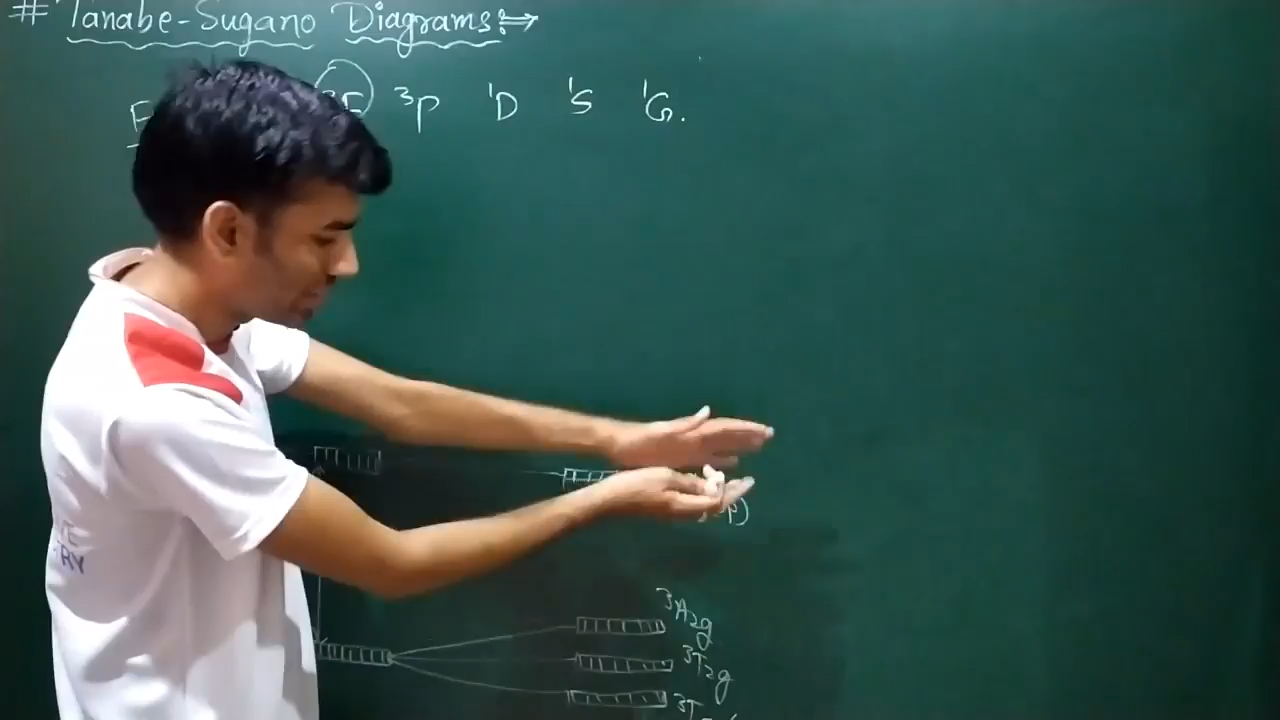 # Tanabe-Sugano Diagrams:⇒
³P ¹D ¹S ¹G.
P)
³A₂g
³T₂g
³T